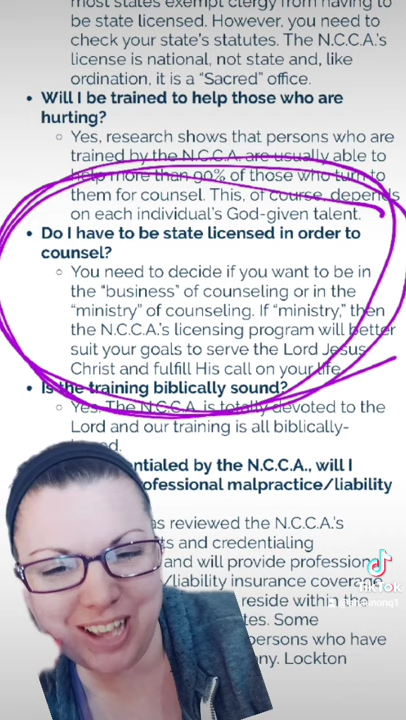 most states exempt clergy from having to
be state licensed. However, you need to
check your state's statutes. The N.C.C.A.'s
license is national, not state and, like
ordination, it is a "Sacred" office.
• Will I be trained to help those who are
hurting?
○ Yes, research shows that persons who are
trained by the N.C.C.A. are usually able to
help more than 90% of those who turn to
them for counsel. This, of course, depends
on each individual's God-given talent.
• Do I have to be state licensed in order to
counsel?
○ You need to decide if you want to be in
the "business" of counseling or in the
"ministry" of counseling. If "ministry," then
the N.C.C.A.'s licensing program will better
suit your goals to serve the Lord Jesus
Christ and fulfill His call on your life.
• Is the training biblically sound?
○ Yes. The N.C.C.A. is totally devoted to the
Lord and our training is all biblically-
by the N.C.C.A., will I
malpractice/liability
reviewed the N.C.C.A.'s
and credentialing
and will provide professional
/liability insurance coverage
reside within the
Some
persons who have
Lockton
TikTok